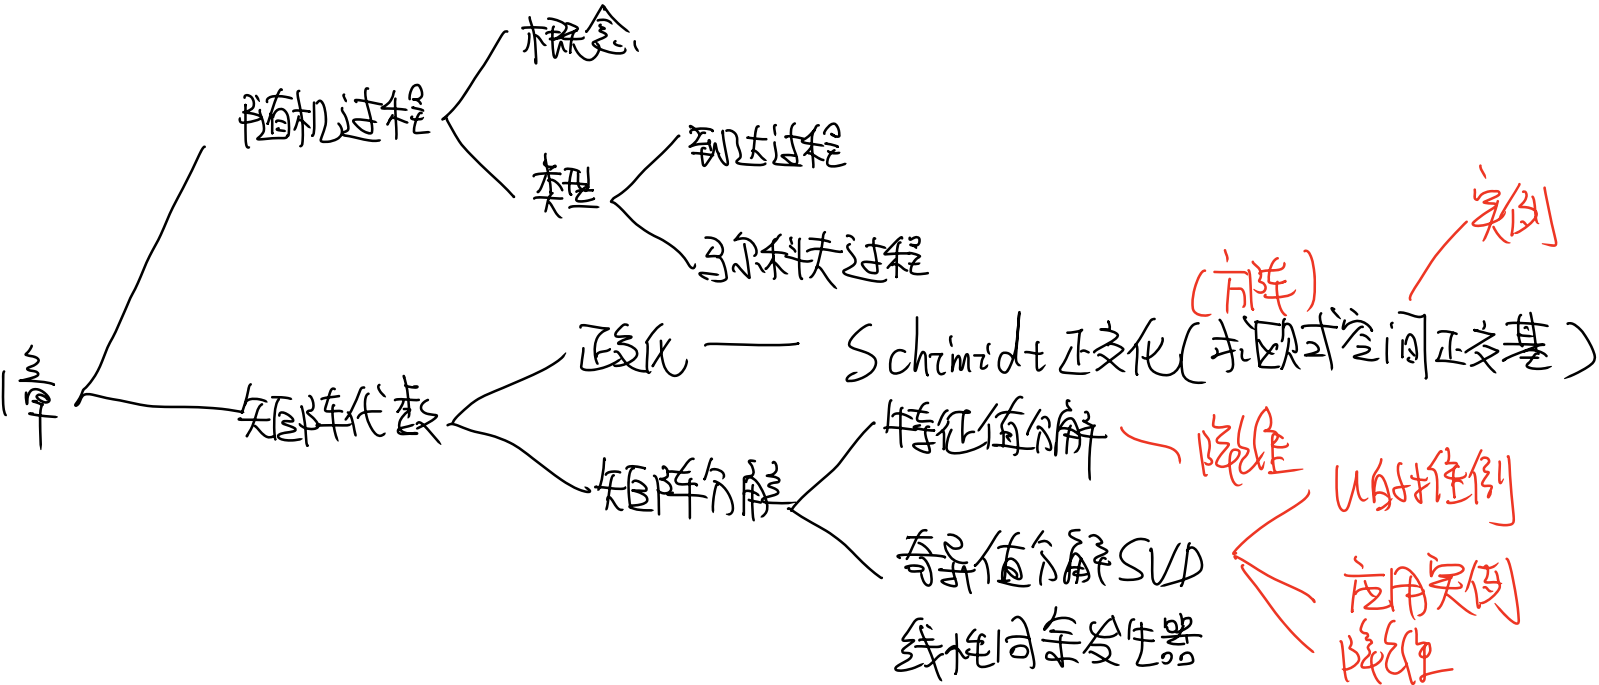 概念
随机过程
到达过程
类型
实例
马尔科夫过程
(方阵)
1章
正交化
Schimidt正交化(求欧式空间正交基)
矩阵代数
特征值分解
降维
矩阵分解
奇异值分解SVD
应用实例
线性同余发生器
降维